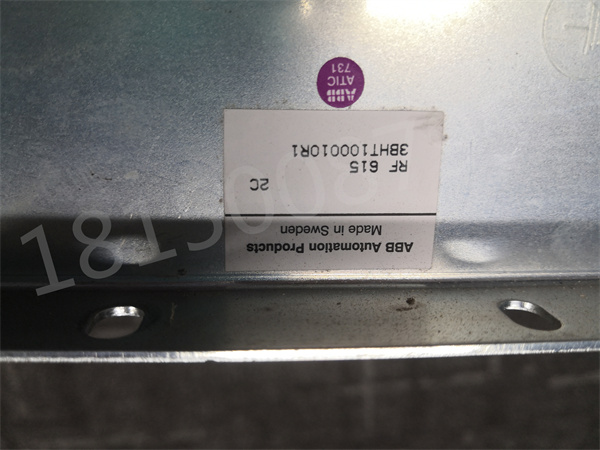 ABB Automation Products
Made in Sweden
2C
RF 615
3BHT100010R1
ABB
ATIC
731